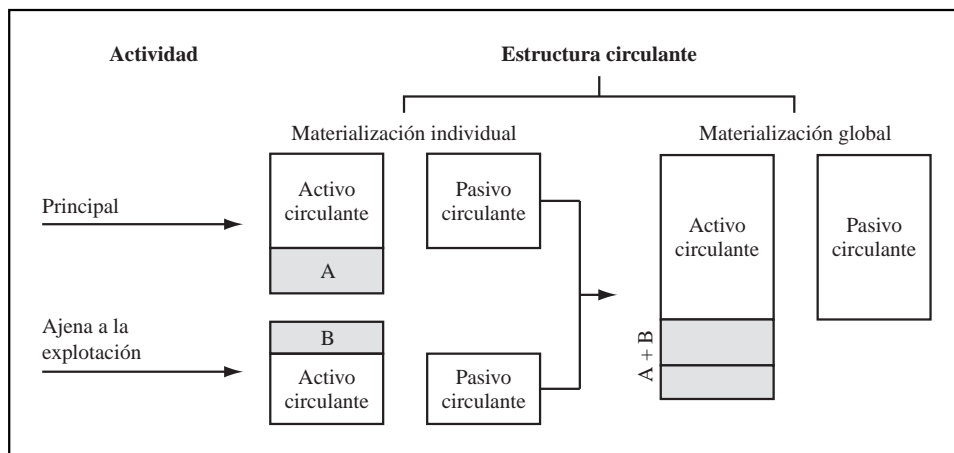 Actividad
Estructura circulante
Materialización individual
Materialización global
Principal
Activo
circulante
A
Pasivo
circulante
Ajena a la
explotación
B
Activo
circulante
Pasivo
circulante
Activo
circulante
A + B
Pasivo
circulante